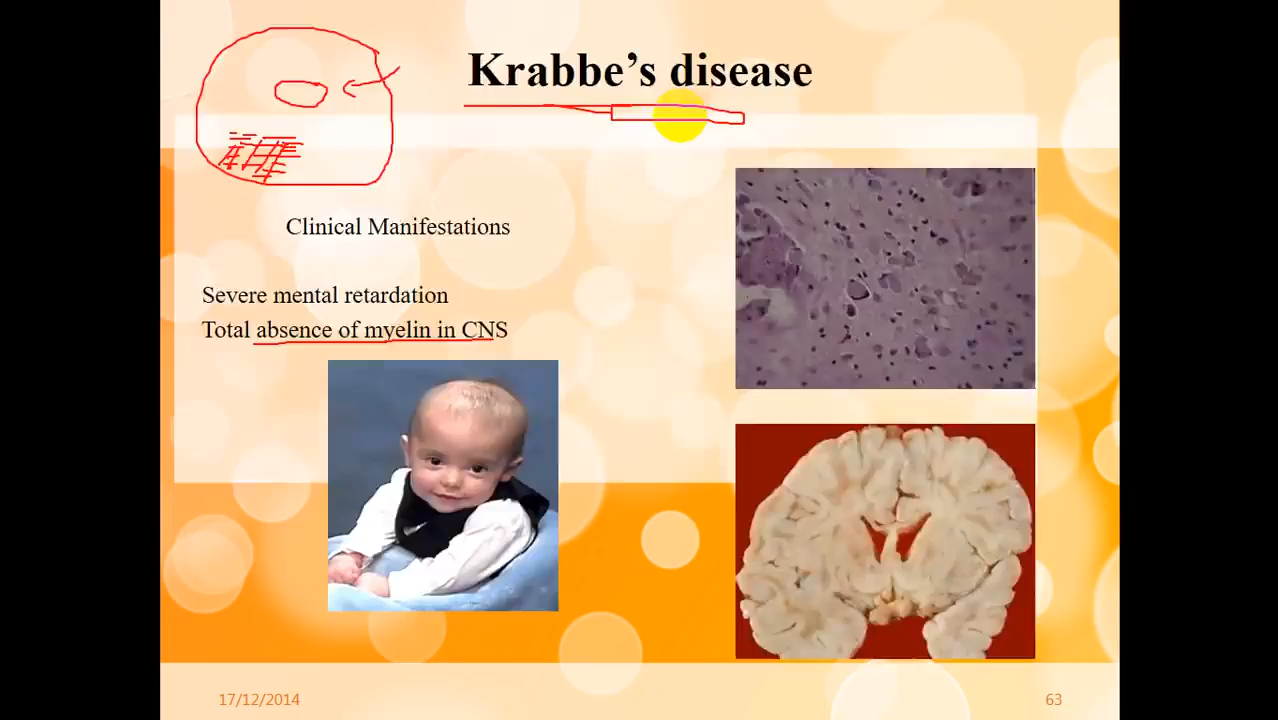 Krabbe’s disease
Clinical Manifestations
Severe mental retardation
Total absence of myelin in CNS
17/12/2014
63